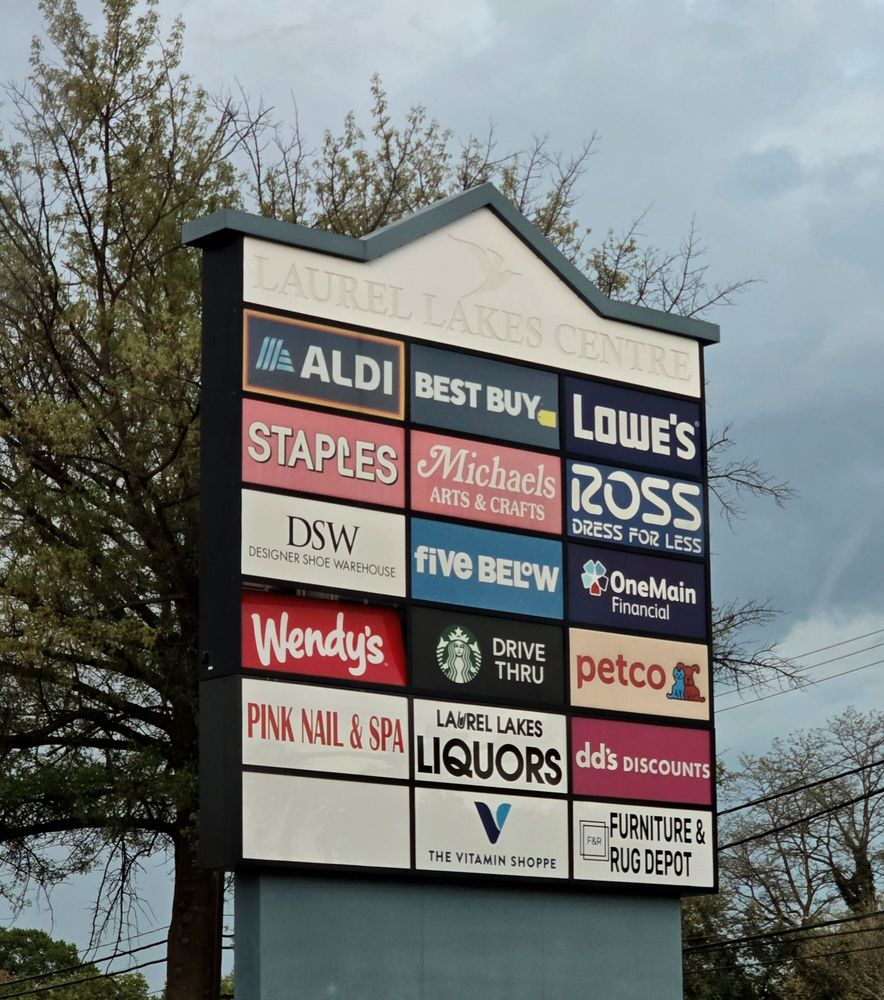 LAUREL LAKES CENTRE
ALDI
BEST BUY
LOWE'S
STAPLES
Michaels
ARTS & CRAFTS
ROSS
DRESS FOR LESS
DSW
DESIGNER SHOE WAREHOUSE
five BELOW
OneMain
Financial
Wendy's
DRIVE
THRU
petco
PINK NAIL & SPA
LAUREL LAKES
LIQUORS
dd's DISCOUNTS
THE VITAMIN SHOPPE
F&R
FURNITURE &
RUG DEPOT